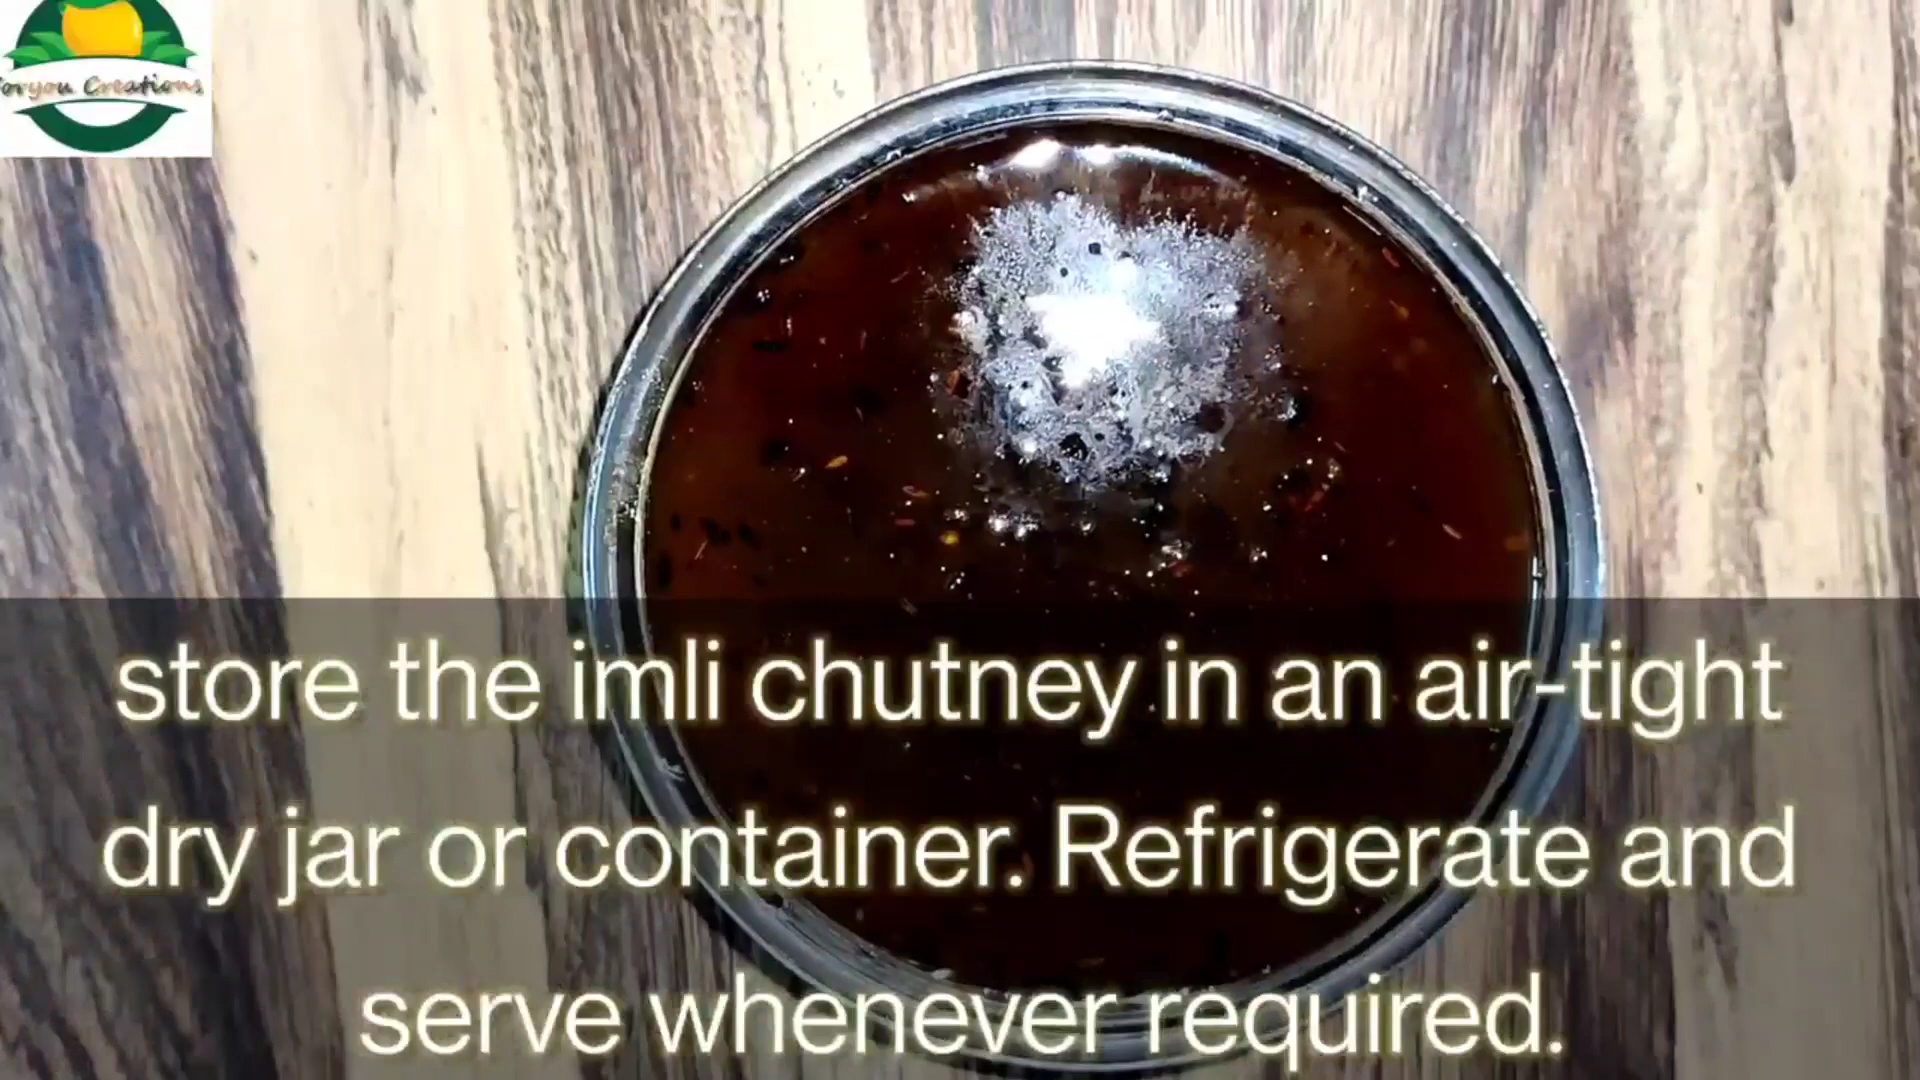 Foryou Creations
store the imli chutney in an air-tight
dry jar or container. Refrigerate and
serve whenever required.